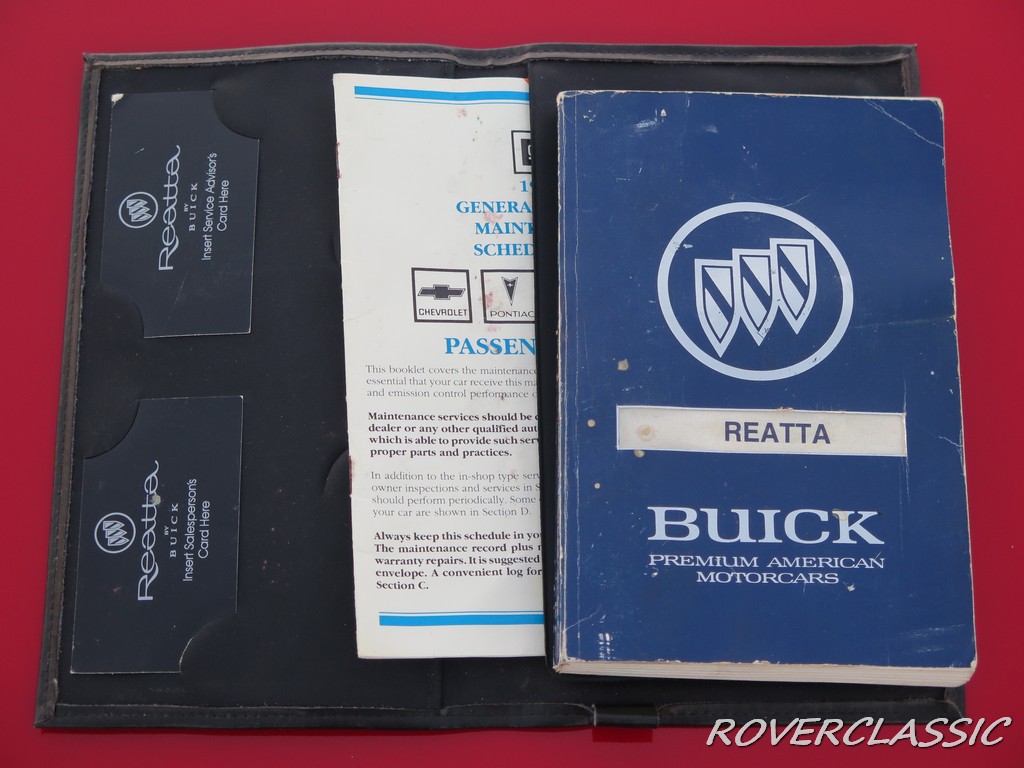 Reatta
BY
BUICK
Insert Service Advisor's
Card Here
Reatta
BY
BUICK
Insert Salesperson's
Card Here
GENERA
MAINT
SCHED
CHEVROLET
PONTIAC
PASSEN
This booklet covers the maintenance
essential that your car receive this
and emission control performance
Maintenance services should be
dealer or any other qualified
which is able to provide such
proper parts and practices.
In addition to the in-shop type
owner inspections and services in
should perform periodically. Some
your car are shown in Section D.
Always keep this schedule in
The maintenance record plus
warranty repairs. It is suggested
envelope. A convenient log for
Section C.
REATTA
BUICK
PREMIUM AMERICAN
MOTORCARS
ROVERCLASSIC